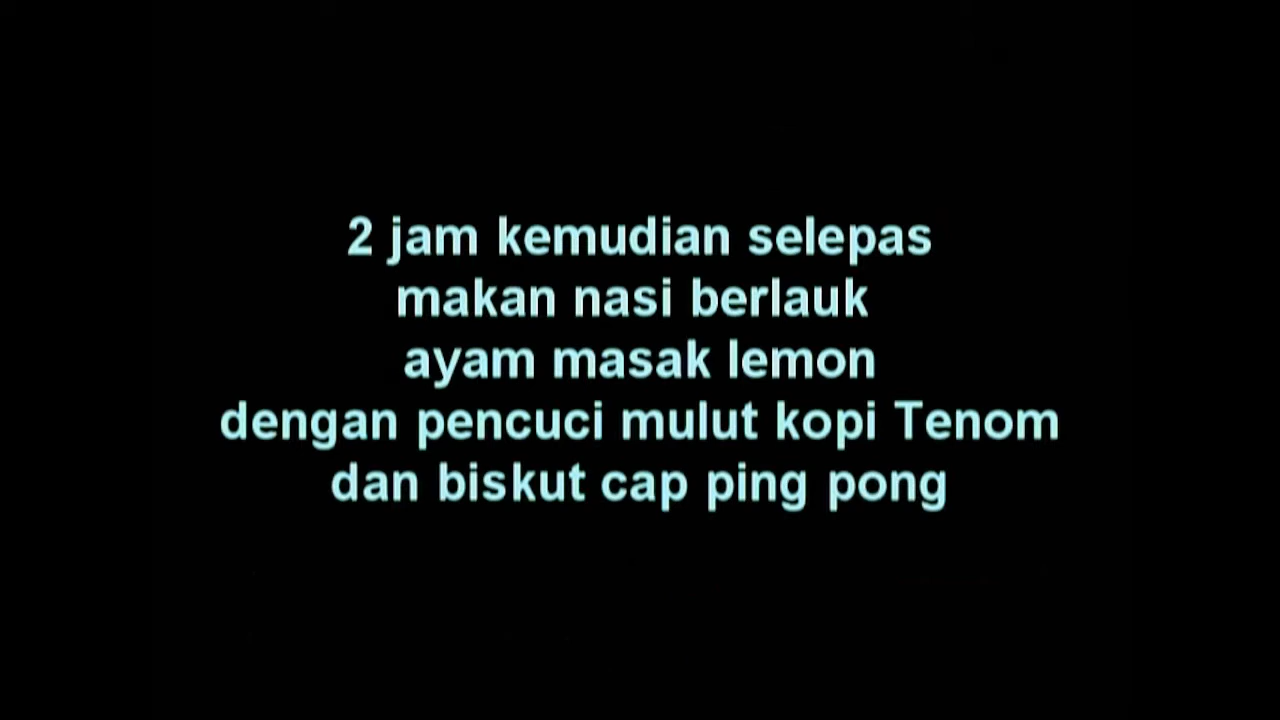 2 jam kemudian selepas
makan nasi berlauk
ayam masak lemon
dengan pencuci mulut kopi Tenom
dan biskut cap ping pong